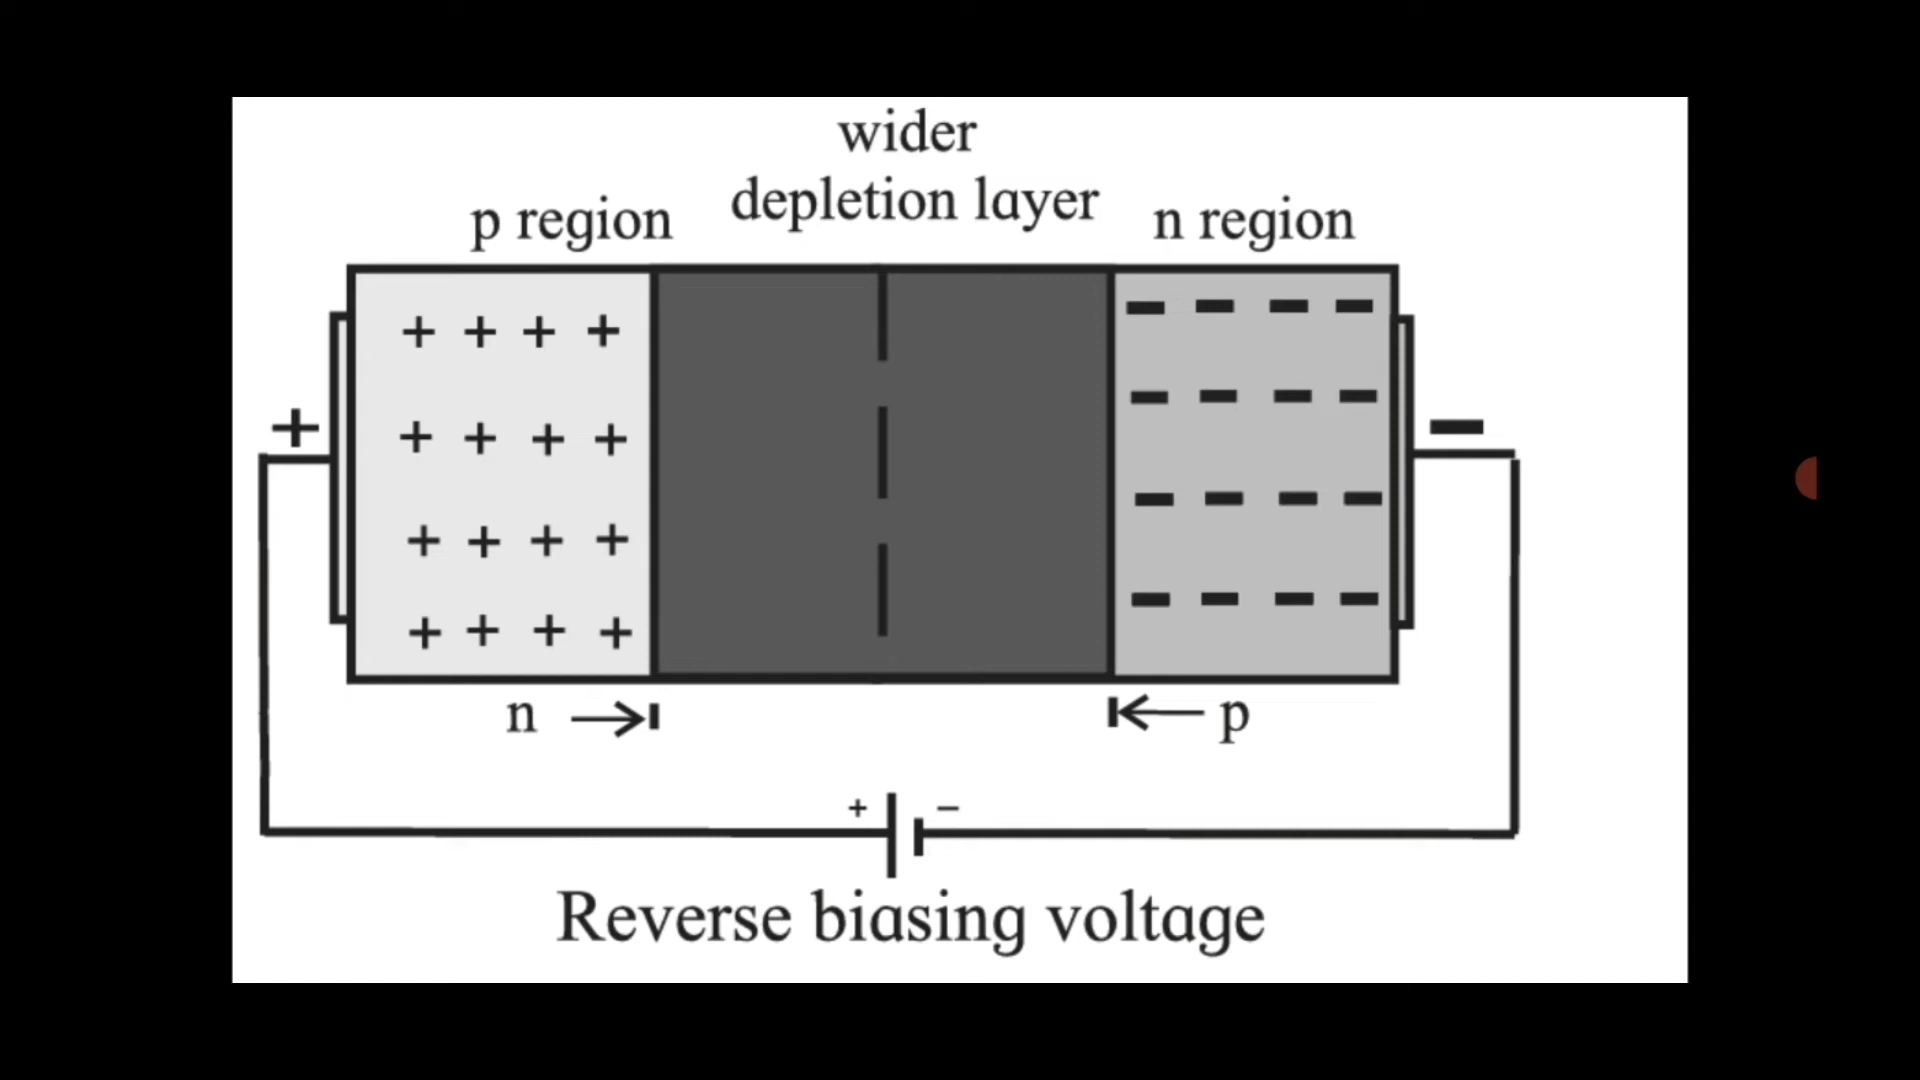 wider
depletion layer
p region
n region
+ + + +
+ + + +
+ + + +
+ + + +
− − − −
− − − −
− − − −
− − − −
+
−
n →
← p
+ −
Reverse biasing voltage